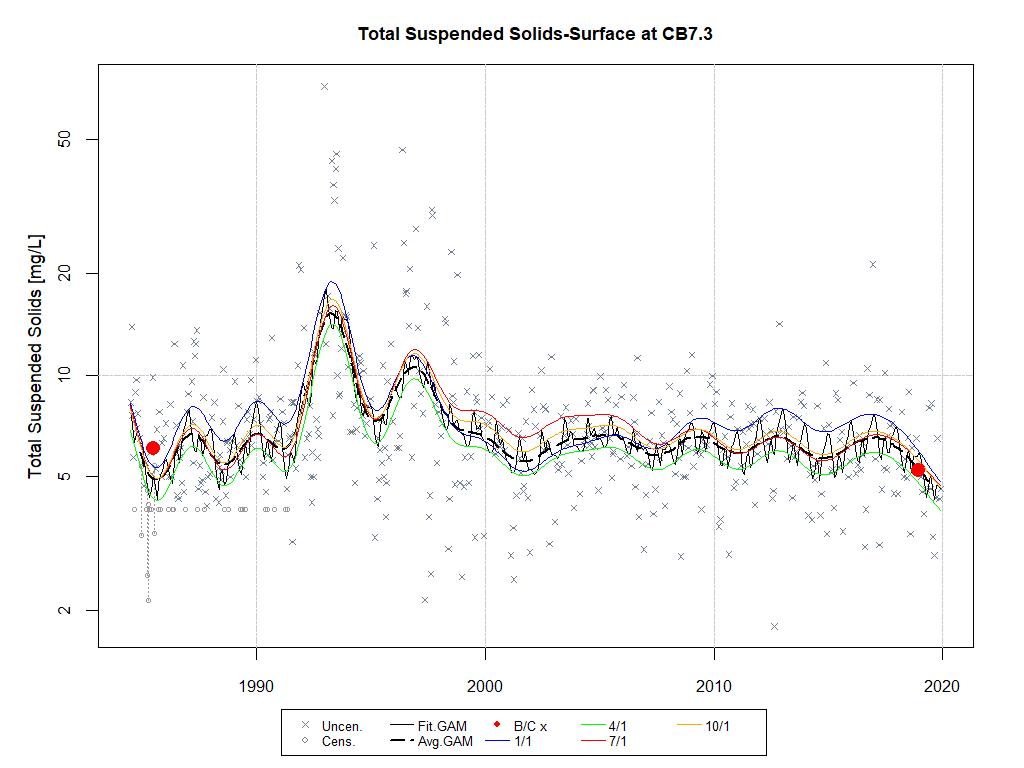 Total Suspended Solids-Surface at CB7.3
Total Suspended Solids [mg/L]
50
20
10
5
2
1990 2000 2010 2020
Uncen. Fit.GAM B/C x 4/1 10/1
Cens. Avg.GAM 1/1 7/1